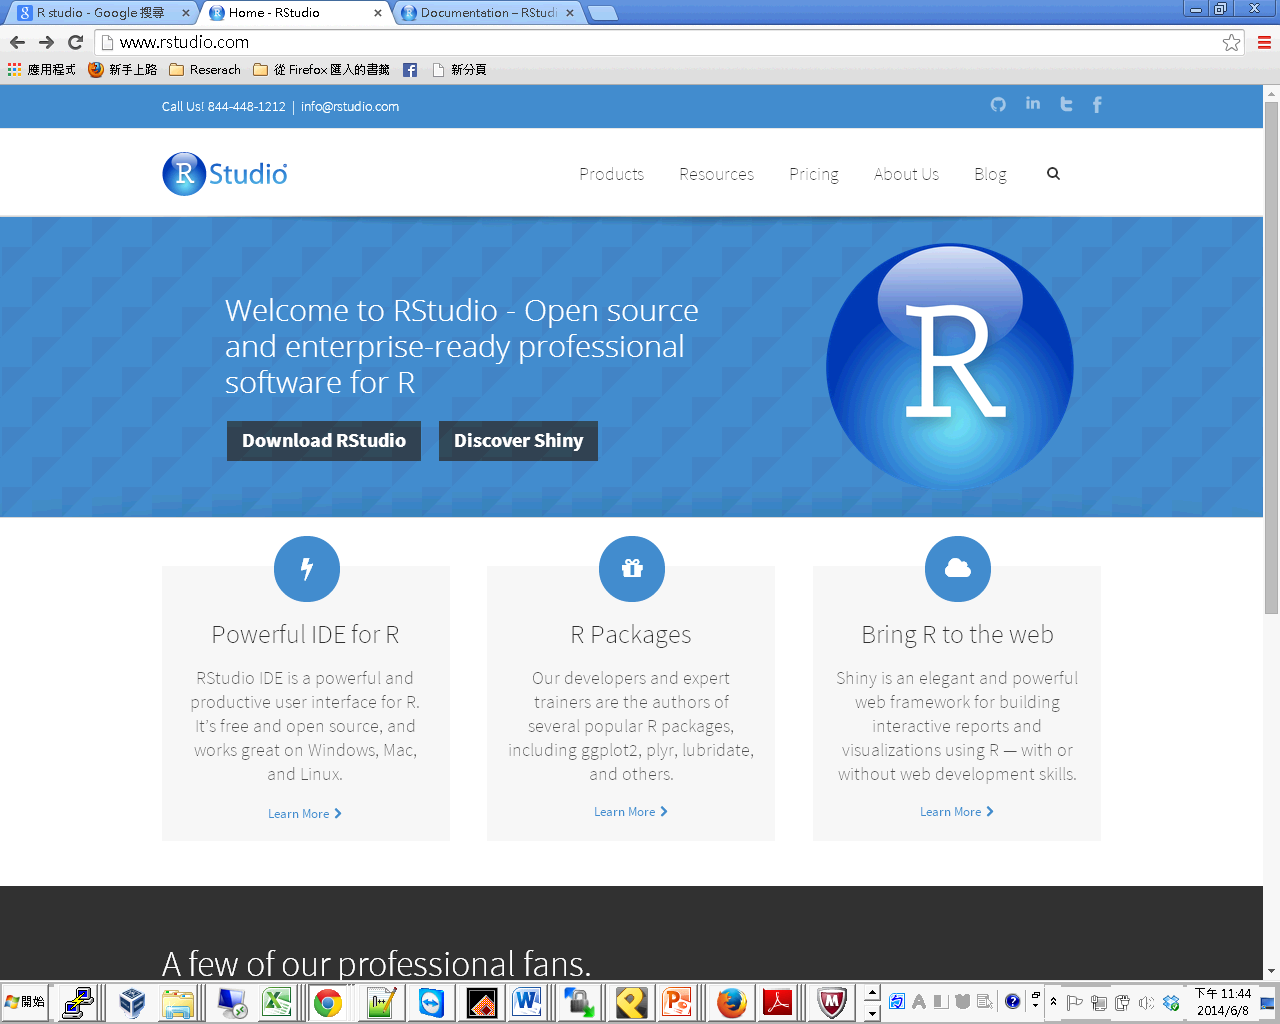 R studio - Google 搜尋
Home - RStudio
Documentation – RStudi
www.rstudio.com
應用程式
新手上路
Reserach
從 Firefox 匯入的書籤
新分頁
Call Us! 844-448-1212 | info@rstudio.com
R Studio
Products
Resources
Pricing
About Us
Blog
Welcome to RStudio - Open source
and enterprise-ready professional
software for R
Download RStudio
Discover Shiny
R
Powerful IDE for R
RStudio IDE is a powerful and
productive user interface for R.
It's free and open source, and
works great on Windows, Mac,
and Linux.
Learn More
R Packages
Our developers and expert
trainers are the authors of
several popular R packages,
including ggplot2, plyr, lubridate,
and others.
Learn More
Bring R to the web
Shiny is an elegant and powerful
web framework for building
interactive reports and
visualizations using R — with or
without web development skills.
Learn More
A few of our professional fans.
開始
下午 11:44
2014/6/8